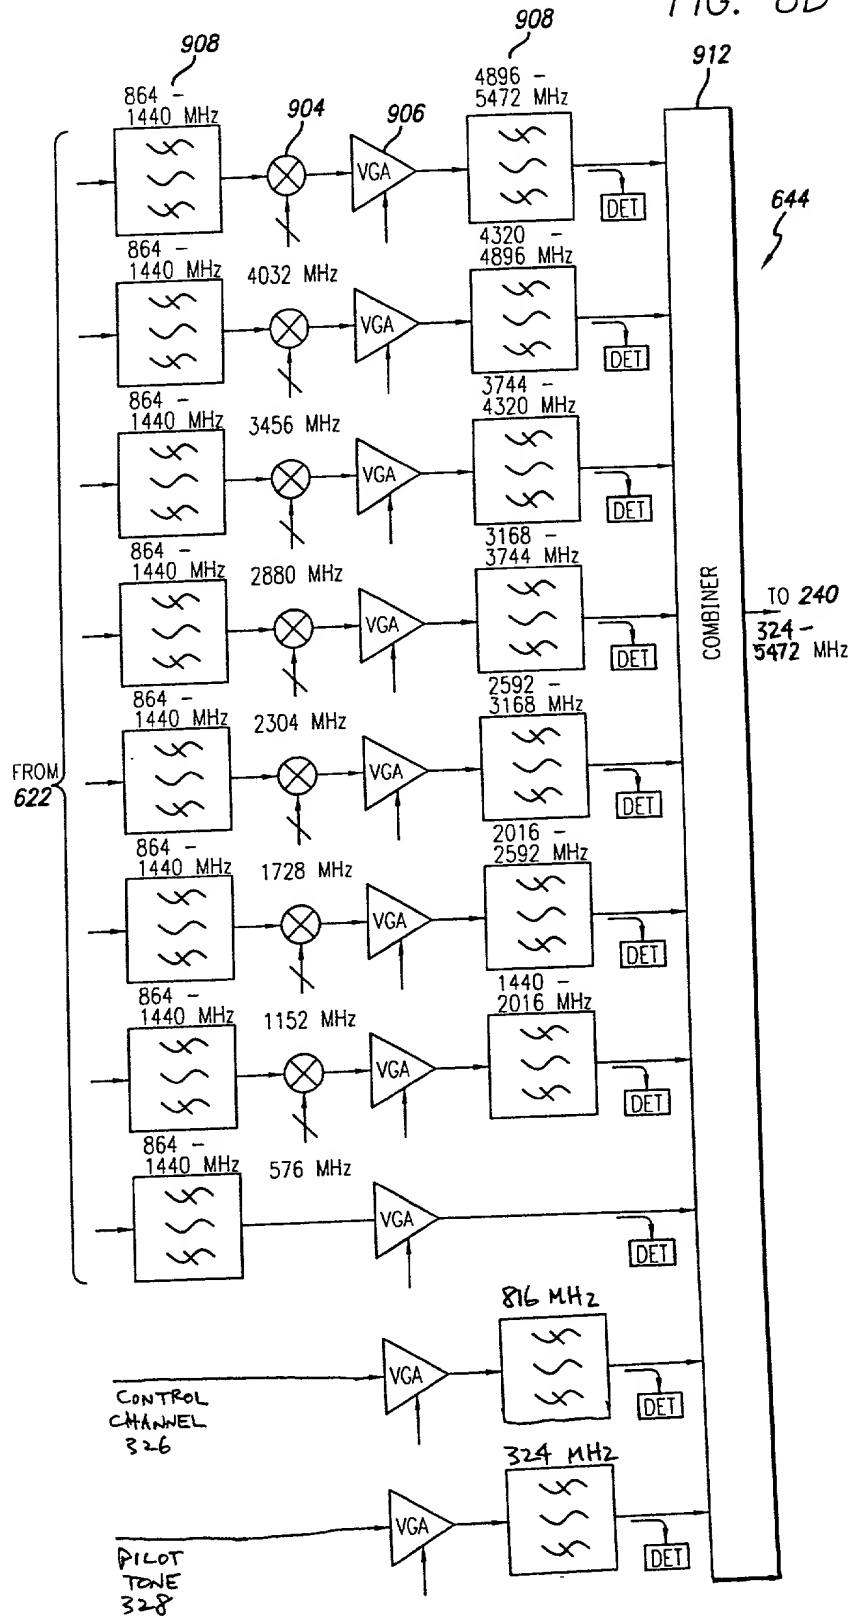 FIG. 8B
908
908
912
864 –
1440 MHz
904
906
4896 –
5472 MHz
VGA
DET
644
864 –
1440 MHz
4032 MHz
4320 –
4896 MHz
VGA
DET
864 –
1440 MHz
3456 MHz
3744 –
4320 MHz
VGA
DET
864 –
1440 MHz
2880 MHz
3168 –
3744 MHz
VGA
DET
COMBINER
TO 240
324–
5472 MHz
864 –
1440 MHz
2304 MHz
2592 –
3168 MHz
VGA
DET
FROM
622
864 –
1440 MHz
1728 MHz
2016 –
2592 MHz
VGA
DET
864 –
1440 MHz
1152 MHz
1440 –
2016 MHz
VGA
DET
864 –
1440 MHz
576 MHz
VGA
DET
816 MHz
VGA
DET
CONTROL
CHANNEL
326
324 MHz
VGA
DET
PILOT
TONE
328